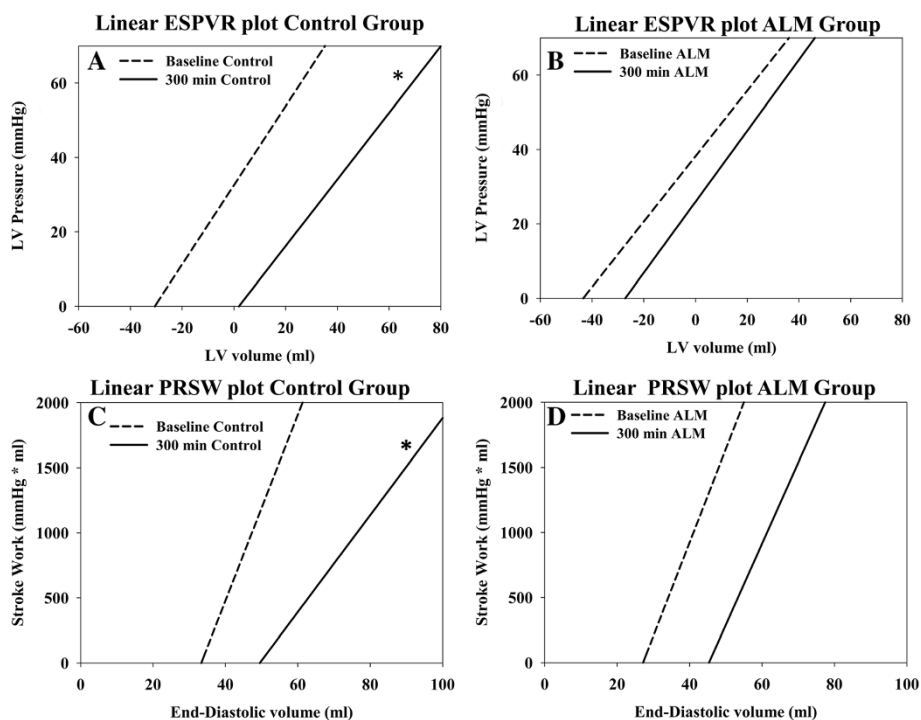 Linear ESPVR plot Control Group
A
Baseline Control
300 min Control
*
60
40
20
0
LV Pressure (mmHg)
-60 -40 -20 0 20 40 60 80
LV volume (ml)
Linear ESPVR plot ALM Group
B
Baseline ALM
300 min ALM
60
40
20
0
LV Pressure (mmHg)
-60 -40 -20 0 20 40 60 80
LV volume (ml)
Linear PRSW plot Control Group
C
Baseline Control
300 min Control
*
2000
1500
1000
500
0
Stroke Work (mmHg * ml)
0 20 40 60 80 100
End-Diastolic volume (ml)
Linear PRSW plot ALM Group
D
Baseline ALM
300 min ALM
2000
1500
1000
500
0
Stroke Work (mmHg * ml)
0 20 40 60 80 100
End-Diastolic volume (ml)